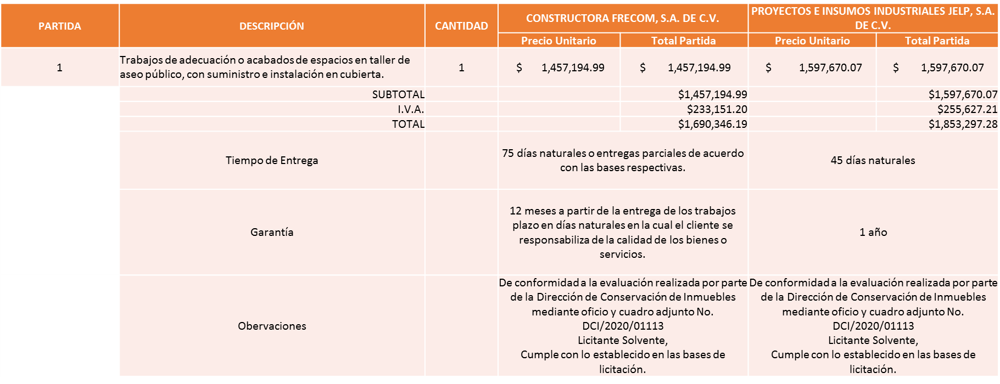 PARTIDA
DESCRIPCIÓN
CANTIDAD
CONSTRUCTORA FRECOM, S.A. DE C.V.
PROYECTOS E INSUMOS INDUSTRIALES JELP, S.A.
DE C.V.
Precio Unitario
Total Partida
Precio Unitario
Total Partida
1
Trabajos de adecuación o acabados de espacios en taller de
aseo público, con suministro e instalación en cubierta.
1
$ 1,457,194.99
$ 1,457,194.99
$ 1,597,670.07
$ 1,597,670.07
SUBTOTAL
$1,457,194.99
$1,597,670.07
I.V.A.
$233,151.20
$255,627.21
TOTAL
$1,690,346.19
$1,853,297.28
Tiempo de Entrega
75 días naturales o entregas parciales de acuerdo
con las bases respectivas.
45 días naturales
Garantía
12 meses a partir de la entrega de los trabajos
plazo en días naturales en la cual el cliente se
responsabiliza de la calidad de los bienes o
servicios.
1 año
Obervaciones
De conformidad a la evaluación realizada por parte
de la Dirección de Conservación de Inmuebles
mediante oficio y cuadro adjunto No.
DCI/2020/01113
Licitante Solvente,
Cumple con lo establecido en las bases de
licitación.
De conformidad a la evaluación realizada por parte
de la Dirección de Conservación de Inmuebles
mediante oficio y cuadro adjunto No.
DCI/2020/01113
Licitante Solvente,
Cumple con lo establecido en las bases de
licitación.